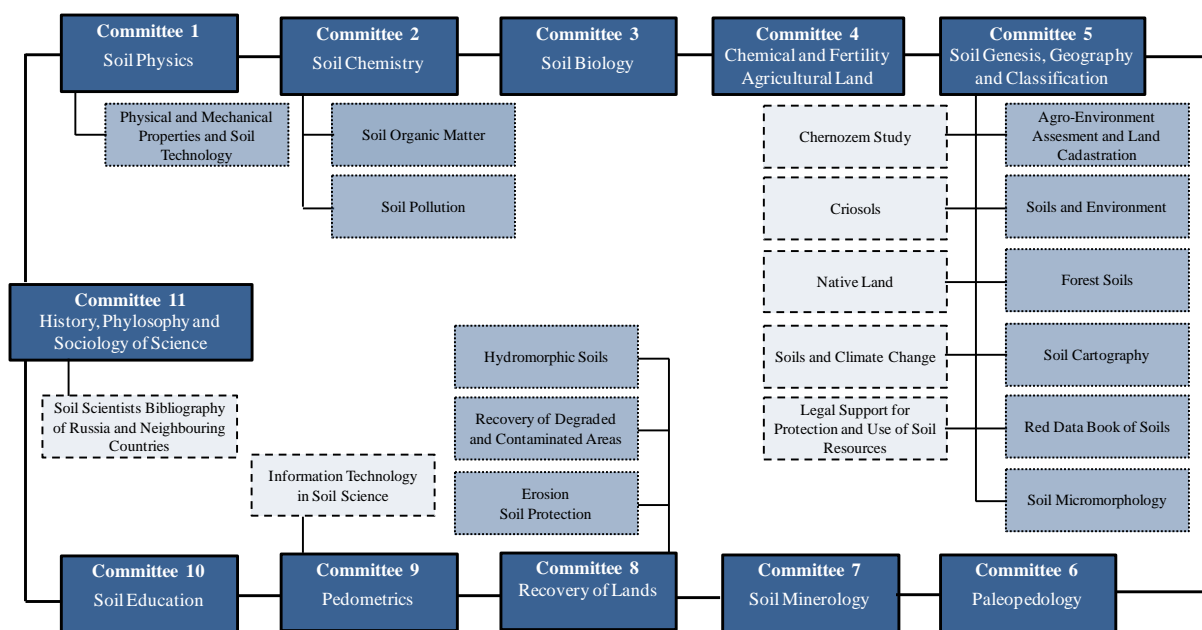 Committee 1
Soil Physics
Committee 2
Soil Chemistry
Committee 3
Soil Biology
Committee 4
Chemical and Fertility
Agricultural Land
Committee 5
Soil Genesis, Geography
and Classification
Physical and Mechanical
Properties and Soil
Technology
Soil Organic Matter
Soil Pollution
Chernozem Study
Criosols
Native Land
Soils and Climate Change
Legal Support for
Protection and Use of Soil
Resources
Agro-Environment
Assesment and Land
Cadastration
Soils and Environment
Forest Soils
Soil Cartography
Red Data Book of Soils
Soil Micromorphology
Committee 11
History, Phylosophy and
Sociology of Science
Soil Scientists Bibliography
of Russia and Neighbouring
Countries
Hydromorphic Soils
Recovery of Degraded
and Contaminated Areas
Erosion
Soil Protection
Information Technology
in Soil Science
Committee 10
Soil Education
Committee 9
Pedometrics
Committee 8
Recovery of Lands
Committee 7
Soil Minerology
Committee 6
Paleopedology